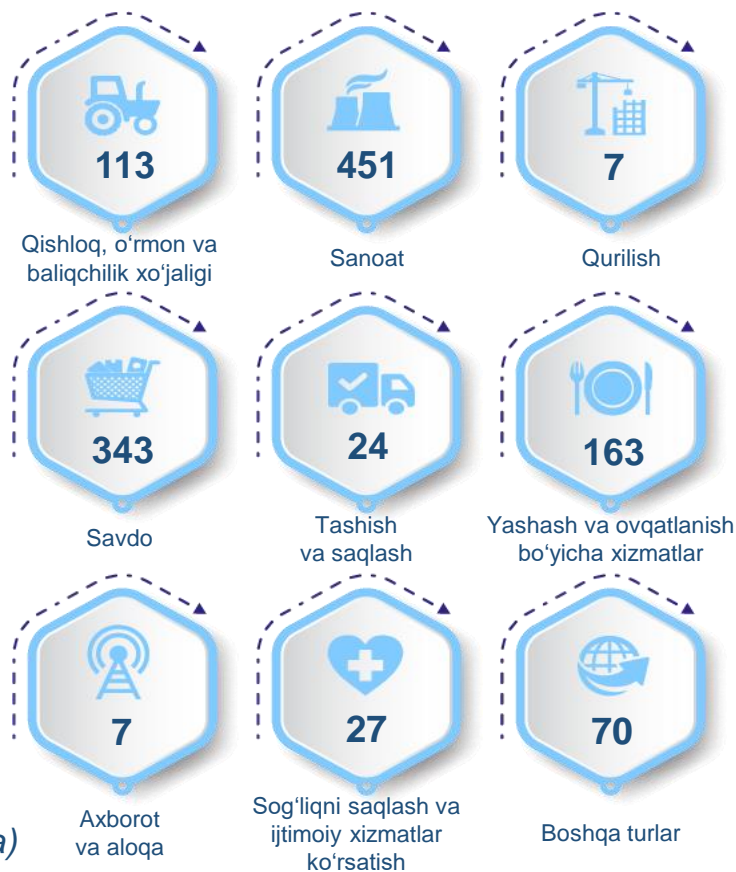 113
451
7
Qishloq, o‘rmon va
baliqchilik xo‘jaligi
Sanoat
Qurilish
343
24
163
Savdo
Tashish
va saqlash
Yashash va ovqatlanish
bo‘yicha xizmatlar
7
27
70
Axborot
va aloqa
Sog‘liqni saqlash va
ijtimoiy xizmatlar
ko‘rsatish
Boshqa turlar
a)